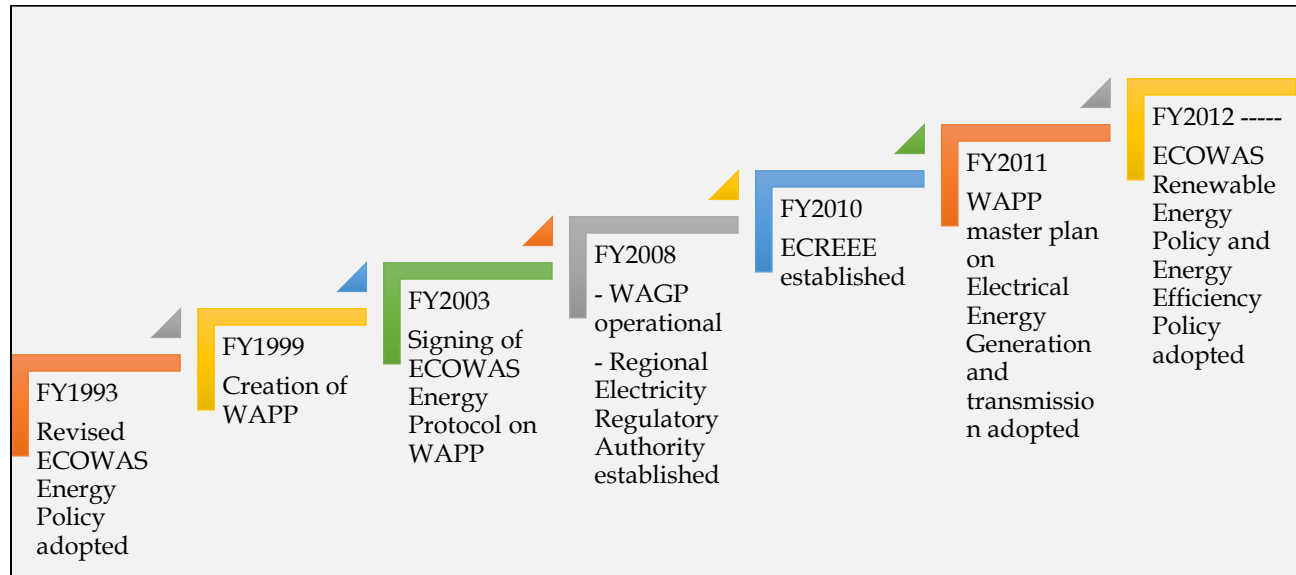 FY1993
Revised
ECOWAS
Energy
Policy
adopted
FY1999
Creation of
WAPP
FY2003
Signing of
ECOWAS
Energy
Protocol on
WAPP
FY2008
- WAGP
operational
- Regional
Electricity
Regulatory
Authority
established
FY2010
ECREEE
established
FY2011
WAPP
master plan
on
Electrical
Energy
Generation
and
transmissio
n adopted
FY2012 -----
ECOWAS
Renewable
Energy
Policy and
Energy
Efficiency
Policy
adopted